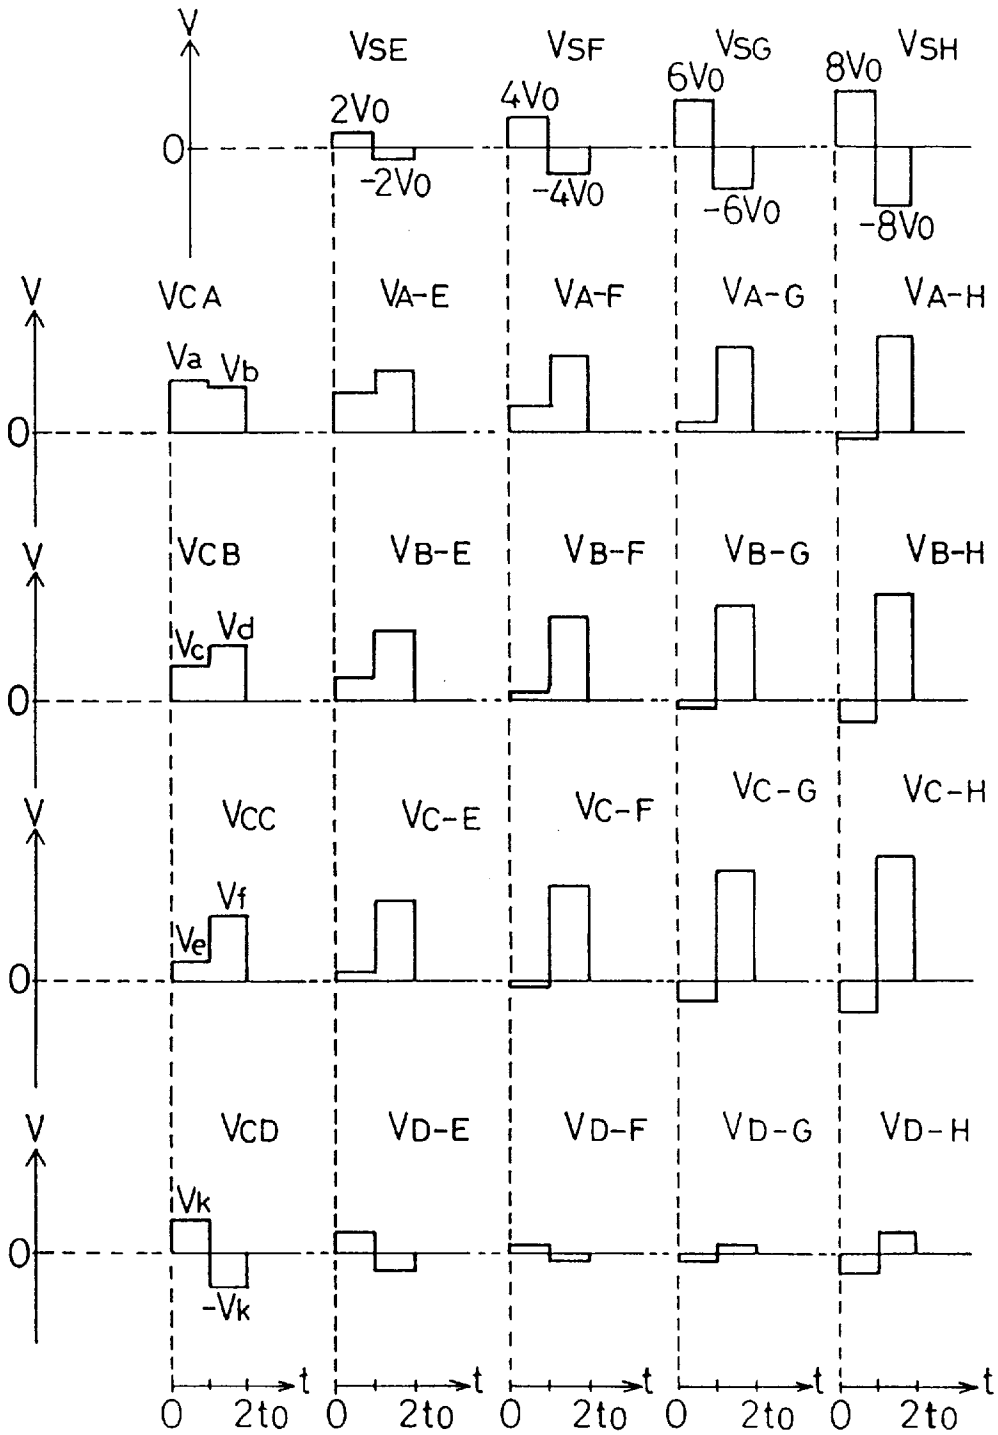 V
VSE VSF VSG VSH
2V0 4V0 6V0 8V0
0
-2V0 -4V0 -6V0 -8V0
V
VCA VA-E VA-F VA-G VA-H
Va Vb
0
V
VCB VB-E VB-F VB-G VB-H
Vc Vd
0
V
VCC VC-E VC-F VC-G VC-H
Ve Vf
0
V
VCD VD-E VD-F VD-G VD-H
Vk
0
-Vk
t t t t t
0 2t0 0 2t0 0 2t0 0 2t0 0 2t0